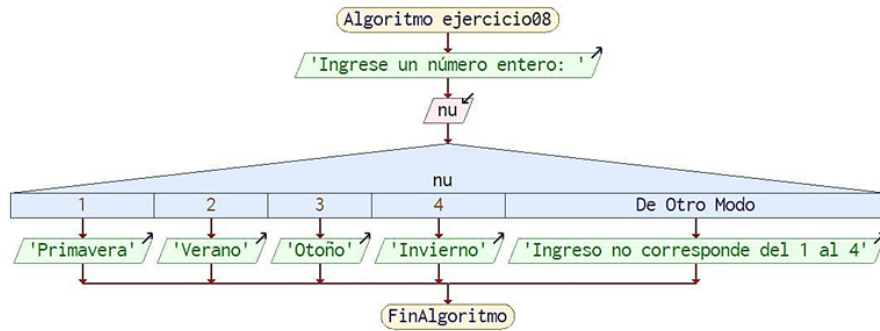 Algoritmo ejercicio08
'Ingrese un número entero: '
nu
nu
1 2 3 4 De Otro Modo
'Primavera' 'Verano' 'Otoño' 'Invierno' 'Ingreso no corresponde del 1 al 4'
FinAlgoritmo